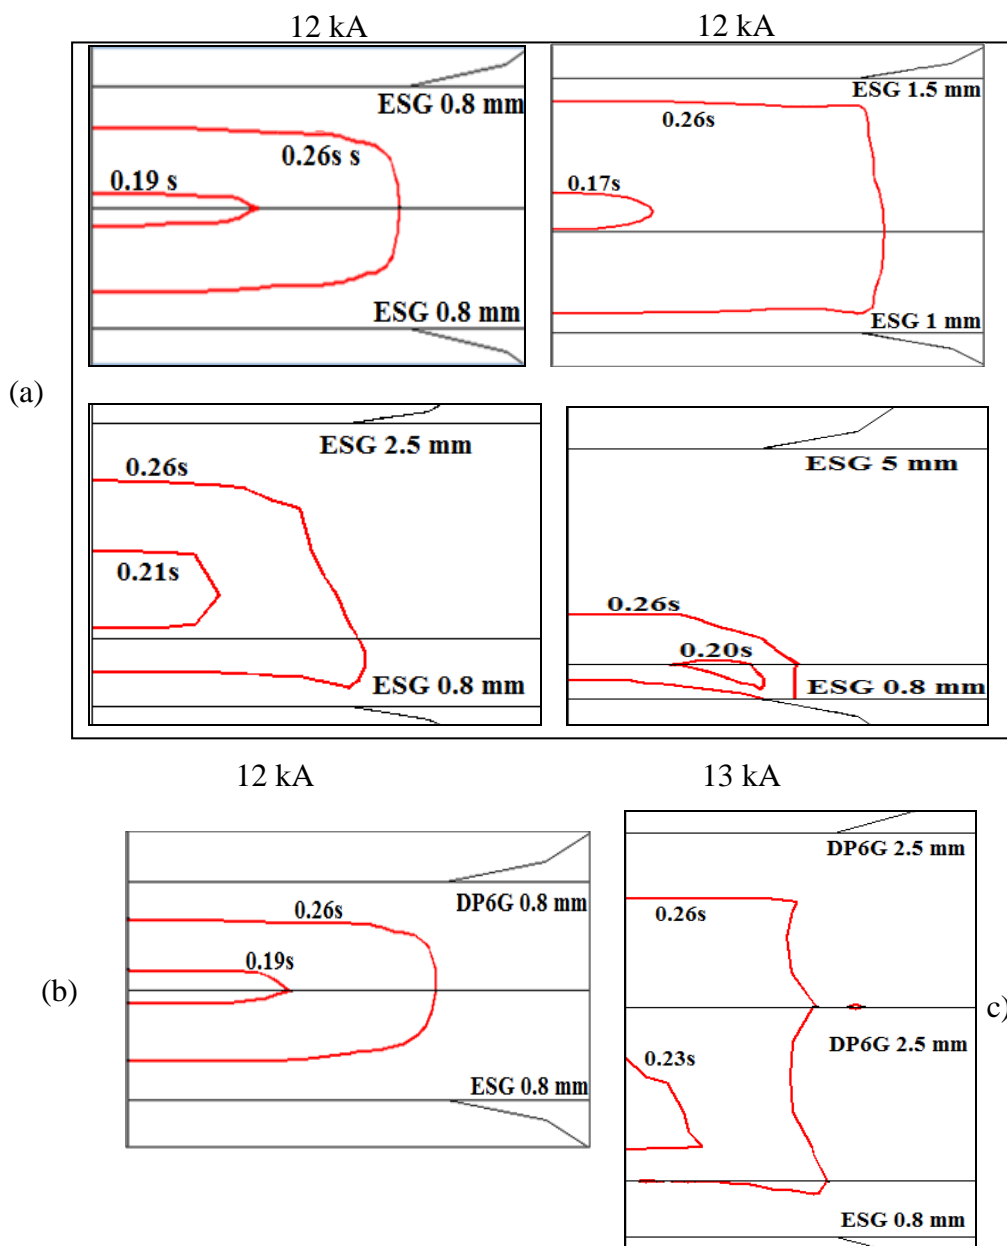 12 kA
12 kA
ESG 0.8 mm
0.26s s
0.19 s
ESG 0.8 mm
ESG 1.5 mm
0.26s
0.17s
ESG 1 mm
(a)
ESG 2.5 mm
0.26s
0.21s
ESG 0.8 mm
ESG 5 mm
0.26s
0.20s
ESG 0.8 mm
12 kA
13 kA
DP6G 0.8 mm
0.26s
0.19s
ESG 0.8 mm
(b)
DP6G 2.5 mm
0.26s
c)
DP6G 2.5 mm
0.23s
ESG 0.8 mm